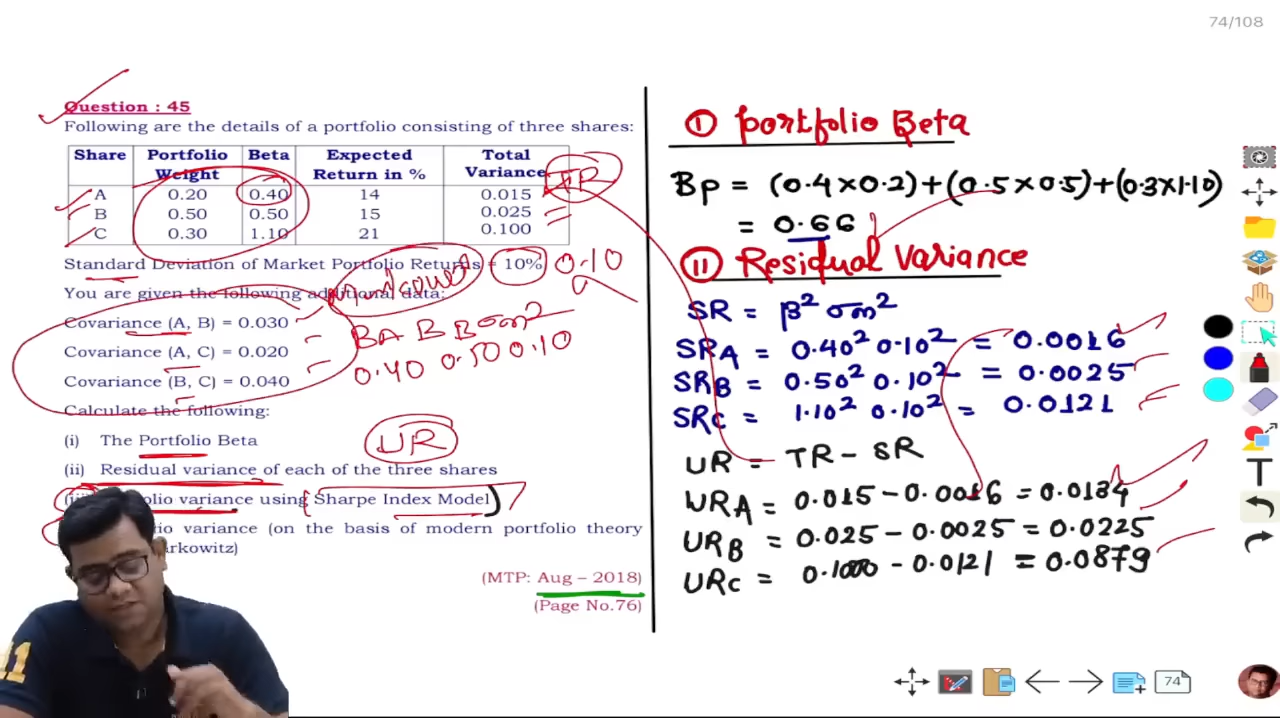 74/108
Question : 45
Following are the details of a portfolio consisting of three shares:
Share Portfolio Weight Beta Expected Return in % Total Variance
A 0.20 0.40 14 0.015
B 0.50 0.50 15 0.025
C 0.30 1.10 21 0.100
TR
Standard Deviation of Market Portfolio Returns = 10% 0.10
You are given the following additional data:
Covariance (A, B) = 0.030
BA BB σm²
Covariance (A, C) = 0.020
0.40 0.50 0.10
Covariance (B, C) = 0.040
Calculate the following:
(i) The Portfolio Beta
UR
(ii) Residual variance of each of the three shares
variance using (Sharpe Index Model)
variance (on the basis of modern portfolio theory
(MTP: Aug – 2018)
(Page No.76)
I Portfolio Beta
Bp = (0.4×0.2)+(0.5×0.5)+(0.3×1.10)
= 0.66
II Residual Variance
SR = β² σm²
SRA = 0.40² 0.10² = 0.0016
SRB = 0.50² 0.10² = 0.0025
SRC = 1.10² 0.10² = 0.0121
UR = TR – SR
URA = 0.015 – 0.0016 = 0.0134
URB = 0.025 – 0.0025 = 0.0225
URC = 0.1000 – 0.0121 = 0.0879
T
74